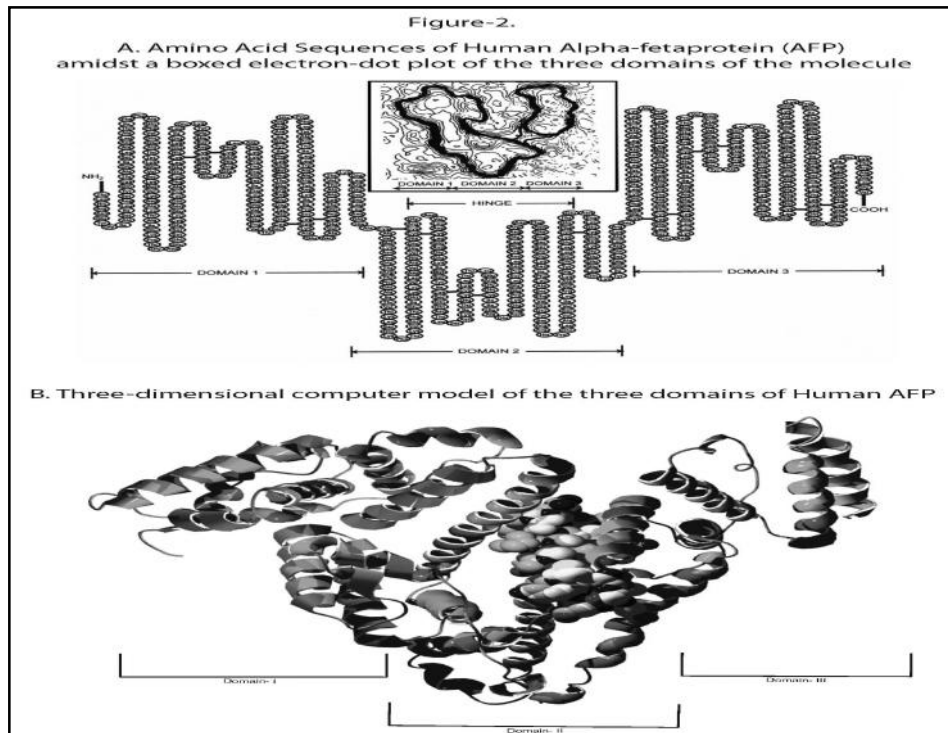 Figure-2.
A. Amino Acid Sequences of Human Alpha-fetaprotein (AFP)
amidst a boxed electron-dot plot of the three domains of the molecule
DOMAIN 1 DOMAIN 2 DOMAIN 3
HINGE
NH2
COOH
DOMAIN 1
DOMAIN 3
DOMAIN 2
B. Three-dimensional computer model of the three domains of Human AFP
Domain- I
Domain- III
Domain- II